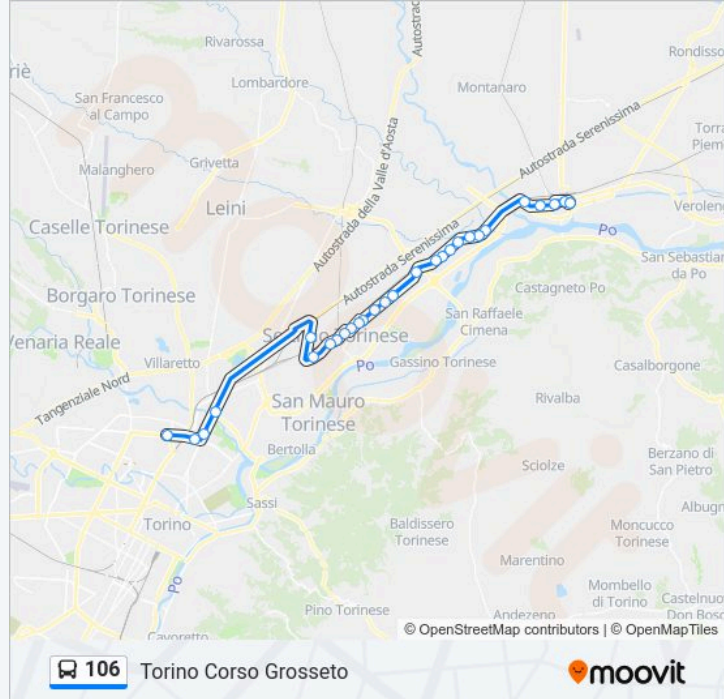 Rivarossa
Rondisso
Autost
Montanaro
Lombardore
riè
San Francesco
al Campo
Autostrada Serenissima
Torra
Piem
Malanghero
Grivetta
Autostrada della Valle d'Aosta
Leini
Caselle Torinese
Verolen
Po
San Sebastian
da Po
Autostrada Serenissima
Castagneto Po
Borgaro Torinese
San Raffaele
Cimena
Torinese
Venaria Reale
Villaretto
Po
Gassino Torinese
Casalborgone
Tangenziale Nord
San Mauro
Torinese
Rivalba
Bertolla
Berzano di
San Pietro
Sciolze
Sassi
Albugn
Torino
Baldissero
Torinese
Moncucco
Torinese
Marentino
Po
Mombello
di Torino
Castelnuo
Don Bosc
Pino Torinese
Andezeno
Cavoretto
© OpenStreetMap contributors | © OpenMapTiles
106 Torino Corso Grosseto
moovit